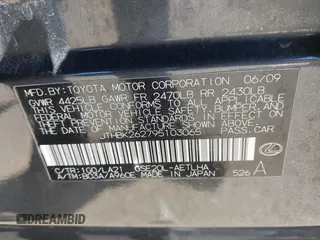 MFD.BY:TOYOTA MOTOR CORPORATION 06/09
GVWR 4425LB GAWR FR 2470LB RR 2430LB
THIS VEHICLE CONFORMS TO ALL APPLICABLE
FEDERAL MOTOR VEHICLE SAFETY, BUMPER, AND
THEFT PREVENTION STANDARDS IN EFFECT ON
THE DATE OF MANUFACTURE SHOWN ABOVE.
JTHBK262795103065 PASS.CAR
C/TR:1G0/LA21 GSE20L-AETLHA
A/TM:B03A/A960E MADE IN JAPAN 526 A
DREAMBID